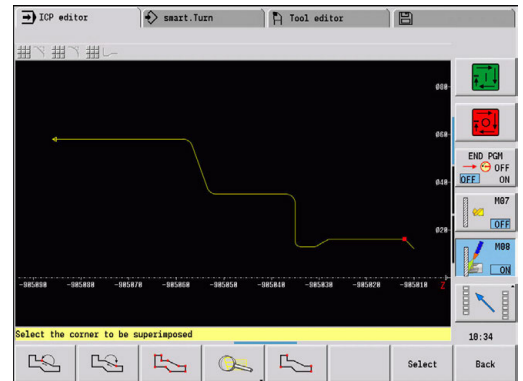 ICP editor
smart.Turn
Tool editor
Ø80
Ø60
Ø40
Ø20
-905090 -905080 -905070 -905060 -905050 -905040 -905030 -905020 -905010 Z
END PGM
OFF
OFF ON
M07
OFF
M08
ON
Select the corner to be superimposed
10:34
Select
Back